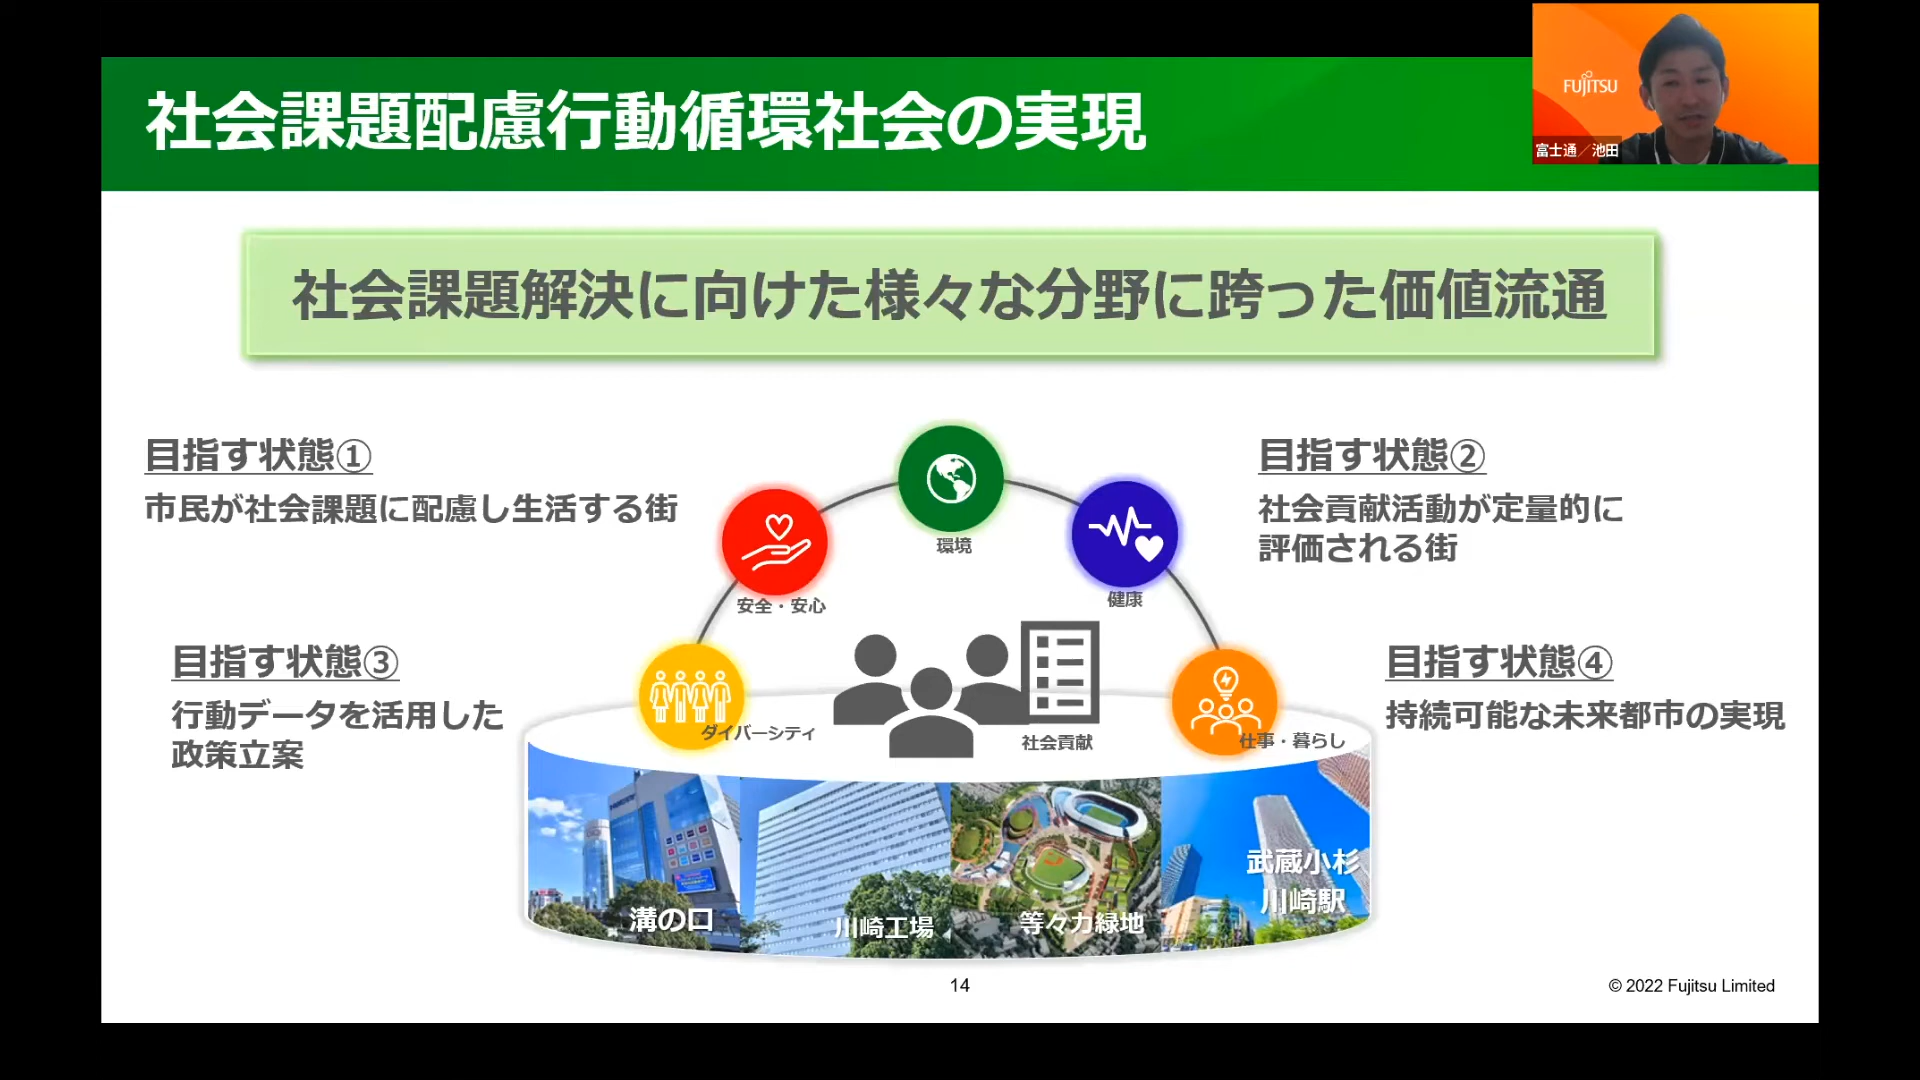 社会課題配慮行動循環社会の実現
FUJITSU
富士通／池田
社会課題解決に向けた様々な分野に跨った価値流通
目指す状態①
市民が社会課題に配慮し生活する街
目指す状態②
社会貢献活動が定量的に
評価される街
環境
安全・安心
健康
目指す状態③
行動データを活用した
政策立案
目指す状態④
持続可能な未来都市の実現
ダイバーシティ
社会貢献
仕事・暮らし
溝の口
川崎工場
等々力緑地
武蔵小杉
川崎駅
14
© 2022 Fujitsu Limited